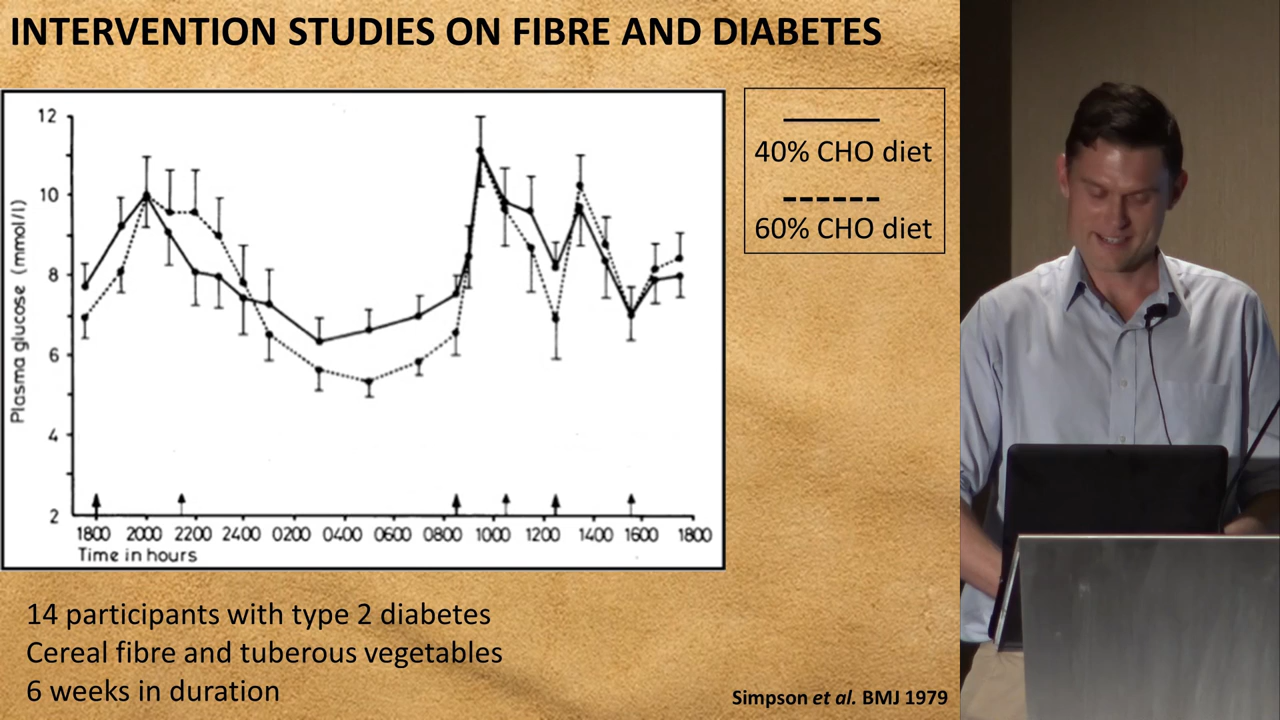 INTERVENTION STUDIES ON FIBRE AND DIABETES
12
10
8
6
4
2
Plasma glucose (mmol/l)
1800 2000 2200 2400 0200 0400 0600 0800 1000 1200 1400 1600 1800
Time in hours
40% CHO diet
60% CHO diet
14 participants with type 2 diabetes
Cereal fibre and tuberous vegetables
6 weeks in duration
Simpson et al. BMJ 1979